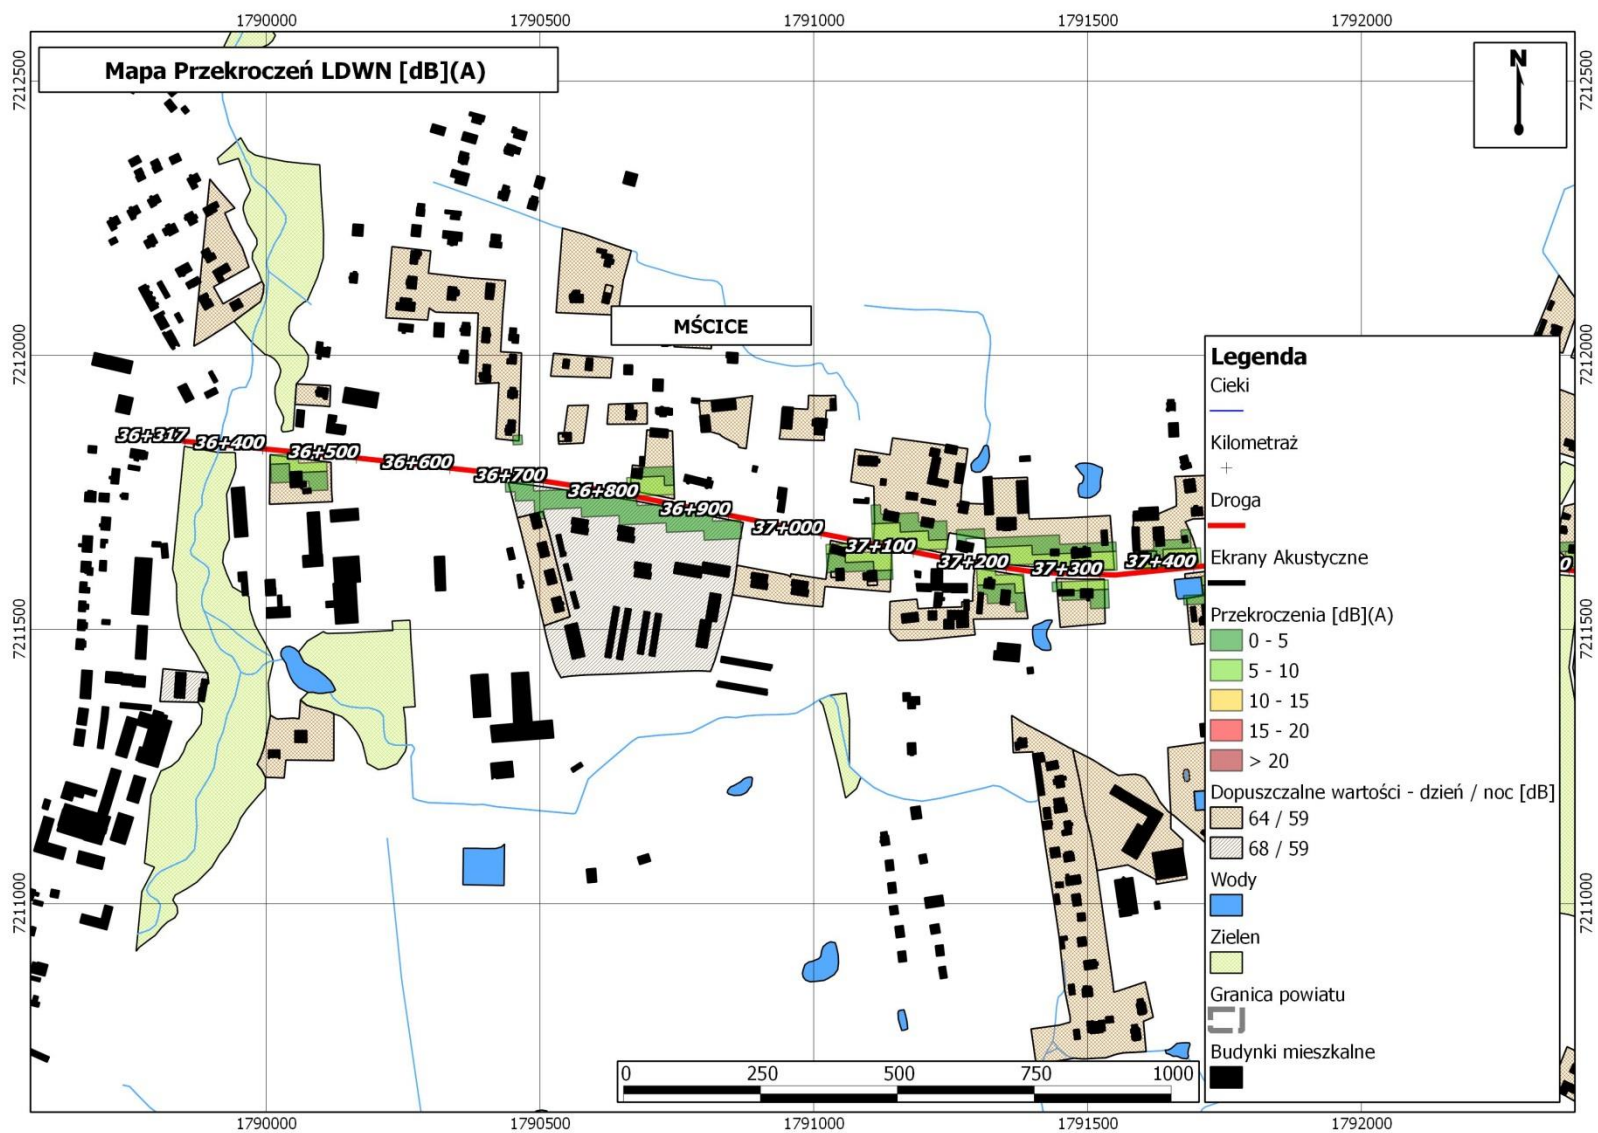 1790000 1790500 1791000 1791500 1792000
Mapa Przekroczeń LDWN [dB](A)
N
7212500 7212500
MŚCICE
7212000 7212000
36+317 36+400 36+500 36+600 36+700 36+800 36+900 37+000 37+100 37+200 37+300 37+400
Legenda
Cieki
Kilometraż
Droga
Ekrany Akustyczne
Przekroczenia [dB](A)
0 - 5
5 - 10
10 - 15
15 - 20
> 20
Dopuszczalne wartości - dzień / noc [dB]
64 / 59
68 / 59
Wody
Zielen
Granica powiatu
Budynki mieszkalne
7211500 7211500
7211000 7211000
0 250 500 750 1000
1790000 1790500 1791000 1791500 1792000